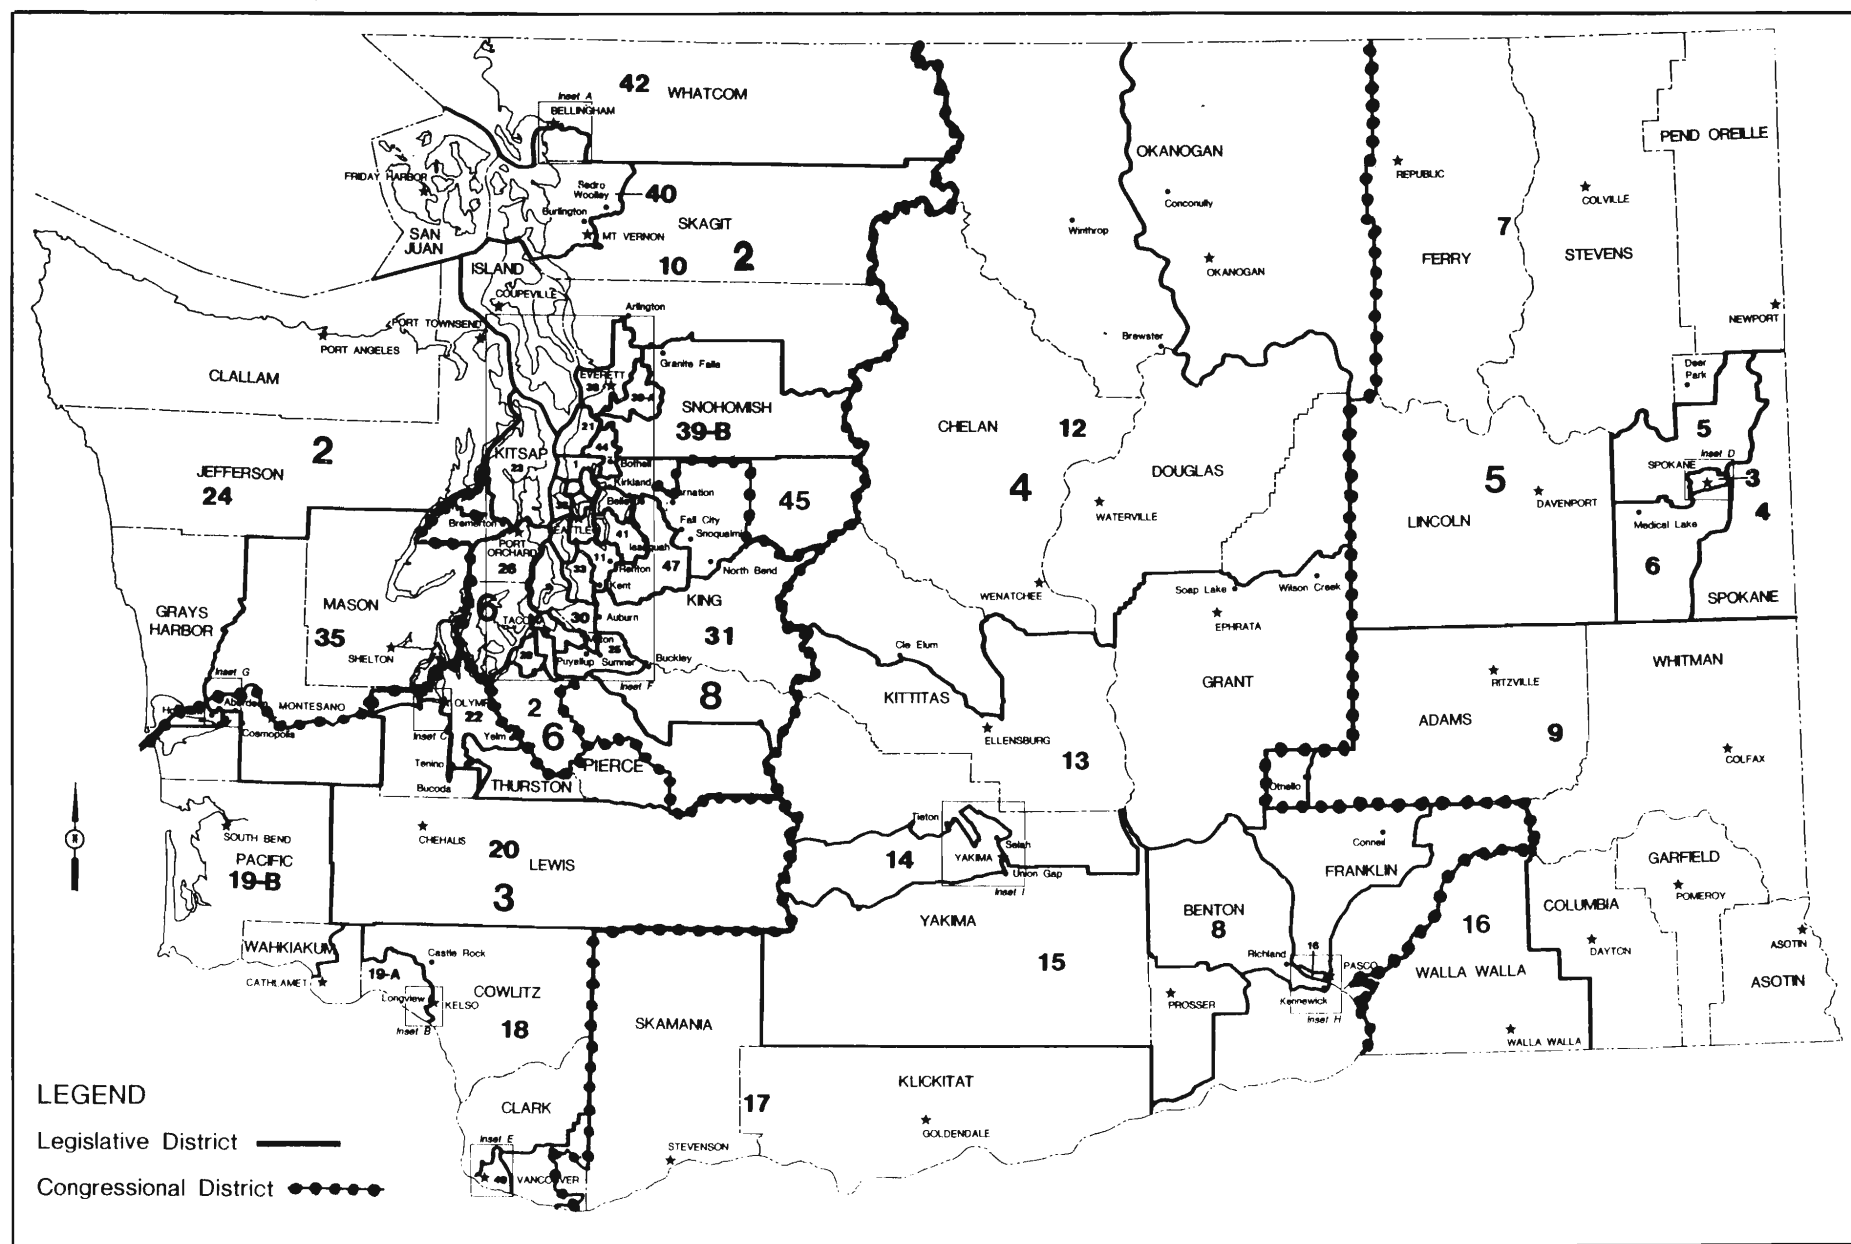 Inset A
42 WHATCOM
BELLINGHAM
OKANOGAN
PEND OREILLE
REPUBLIC
COLVILLE
FRIDAY HARBOR
Sedro
Woolley
40
Burlington
MT VERNON
SKAGIT
Conconully
Winthrop
7
SAN
JUAN
10
2
OKANOGAN
FERRY
STEVENS
ISLAND
COUPEVILLE
Arlington
NEWPORT
PORT TOWNSEND
PORT ANGELES
Brewster
Granite Falls
Deer
Park
CLALLAM
EVERETT
38
39-A
SNOHOMISH
39-B
CHELAN
12
5
21
2
44
KITSAP
23
1
Bothell
Kirkland
SPOKANE
Inset D
3
JEFFERSON
24
45
4
DOUGLAS
WATERVILLE
5
LINCOLN
DAVENPORT
Medical Lake
4
Bremerton
SEATTLE
Fall City
PORT
ORCHARD
26
41
Issaquah
11
33
Renton
47
North Bend
Kent
6
SPOKANE
GRAYS
HARBOR
MASON
35
SHELTON
6
KING
31
30
Auburn
25
Puyallup
Sumner
Buckley
WENATCHEE
Soap Lake
Wilson Creek
EPHRATA
Cle Elum
KITTITAS
GRANT
WHITMAN
RITZVILLE
Inset G
Aberdeen
MONTESANO
Cosmopolis
22
Yelm
2
6
Inset F
8
ELLENSBURG
13
ADAMS
9
COLFAX
Inset C
Tenino
Bucoda
THURSTON
PIERCE
Othello
SOUTH BEND
PACIFIC
19-B
CHEHALIS
20 LEWIS
3
Tieton
14
YAKIMA
Selah
Union Gap
Inset I
Connell
FRANKLIN
GARFIELD
POMEROY
YAKIMA
BENTON
8
16
COLUMBIA
WAHKIAKUM
CATHLAMET
Castle Rock
19-A
Longview
KELSO
Inset B
COWLITZ
18
15
Richland
16
PASCO
Kennewick
Inset H
PROSSER
WALLA WALLA
DAYTON
ASOTIN
ASOTIN
SKAMANIA
WALLA WALLA
KLICKITAT
17
GOLDENDALE
CLARK
STEVENSON
Inset E
49
VANCOUVER
LEGEND
Legislative District
Congressional District